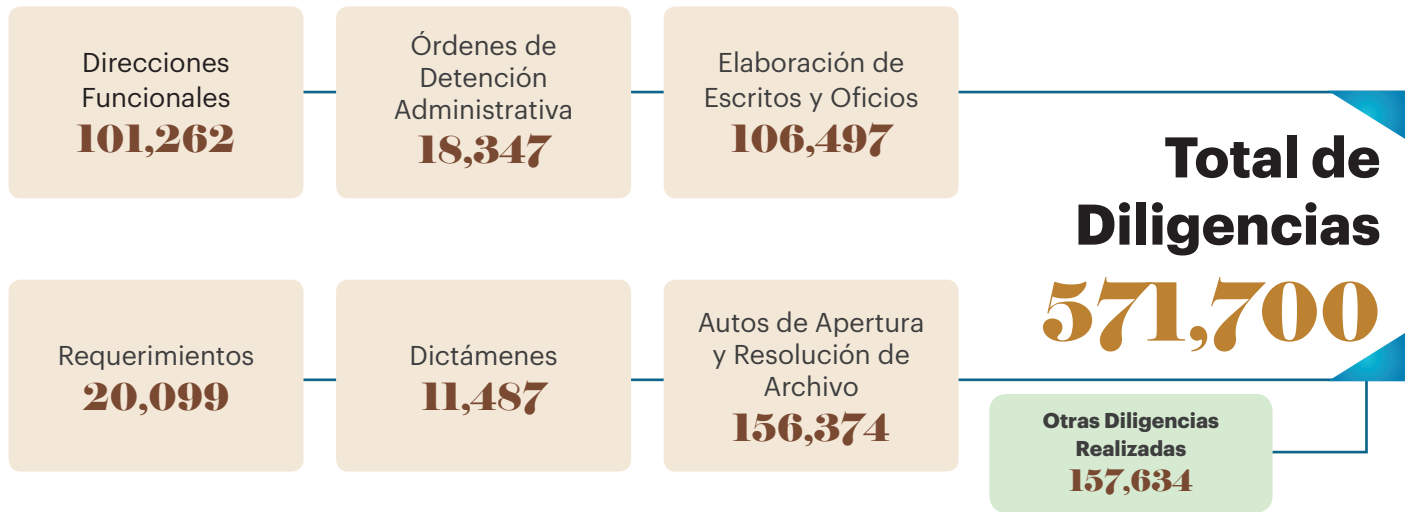 Direcciones
Funcionales
101,262
Órdenes de
Detención
Administrativa
18,347
Elaboración de
Escritos y Oficios
106,497
Total de
Diligencias
571,700
Requerimientos
20,099
Dictámenes
11,487
Autos de Apertura
y Resolución de
Archivo
156,374
Otras Diligencias
Realizadas
157,634